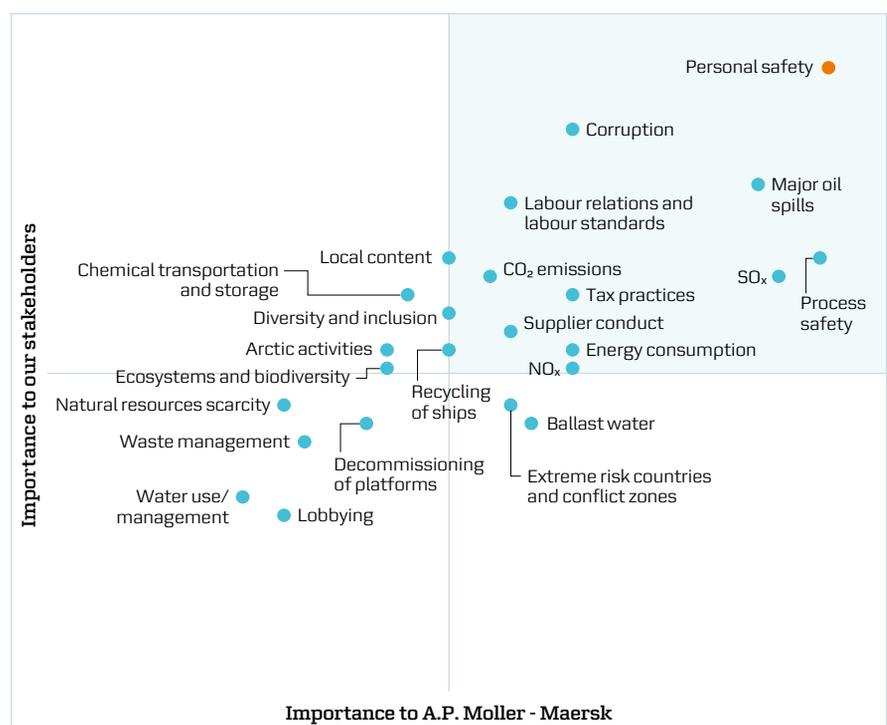 Personal safety
Corruption
Major oil
spills
Labour relations and
labour standards
Local content
Chemical transportation
and storage
CO₂ emissions
SOₓ
Tax practices
Process
safety
Diversity and inclusion
Supplier conduct
Arctic activities
Energy consumption
NOₓ
Ecosystems and biodiversity
Recycling
of ships
Natural resources scarcity
Ballast water
Waste management
Decommissioning
of platforms
Extreme risk countries
and conflict zones
Water use/
management
Lobbying
Importance to our stakeholders
Importance to A.P. Moller - Maersk